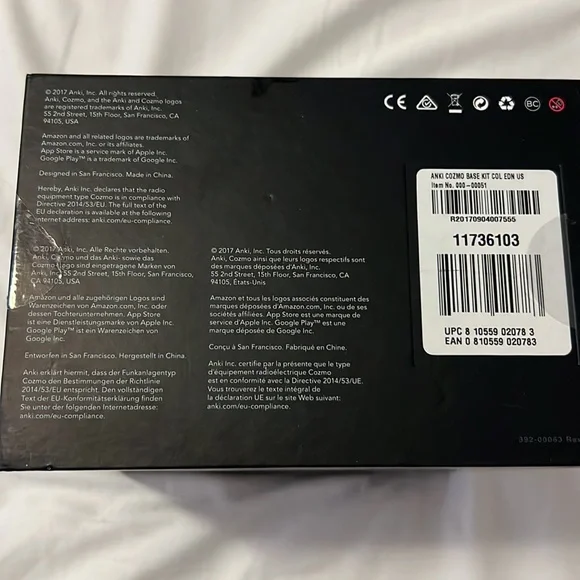 © 2017 Anki, Inc. All rights reserved.
Anki, Cozmo, and the Anki and Cozmo logos
are registered trademarks of Anki, Inc.
55 2nd Street, 15th Floor, San Francisco, CA
94105, USA
Amazon and all related logos are trademarks of
Amazon.com, Inc. or its affiliates.
App Store is a service mark of Apple Inc.
Google Play™ is a trademark of Google Inc.
Designed in San Francisco. Made in China.
Hereby, Anki, Inc. declares that the radio
equipment type Cozmo is in compliance with
Directive 2014/53/EU. The full text of the
EU declaration is available at the following
internet address: anki.com/eu-compliance.
© 2017 Anki, Inc. Alle Rechte vorbehalten.
Anki, Cozmo und das Anki- sowie das
Cozmo-Logo sind eingetragene Marken von
Anki, Inc. 55 2nd Street, 15th Floor, San Francisco,
CA 94105, USA
Amazon und alle zugehörigen Logos sind
Warenzeichen von Amazon.com, Inc. oder
dessen Tochterunternehmen. App Store
ist eine Dienstleistungsmarke von Apple Inc.
Google Play™ ist ein Warenzeichen von
Google Inc.
Entworfen in San Francisco. Hergestellt in China.
Anki erklärt hiermit, dass der Funkanlagentyp
Cozmo den Bestimmungen der Richtlinie
2014/53/EU entspricht. Den vollständigen
Text der EU-Konformitätserklärung finden
Sie unter der folgenden Internetadresse:
anki.com/eu-compliance.
© 2017 Anki, Inc. Tous droits réservés.
Anki, Cozmo ainsi que leurs logos respectifs sont
des marques déposées d'Anki, Inc.
55 2nd Street, 15th Floor, San Francisco, CA
94105, États-Unis.
Amazon et tous les logos associés constituent des
marques déposées d'Amazon.com, Inc. ou de ses
sociétés affiliées. App Store est une marque de
service d'Apple Inc. Google Play™ est une
marque déposée de Google Inc.
Conçu à San Francisco. Fabriqué en Chine.
Anki Inc. certifie par la présente que le type
d'équipement radioélectrique Cozmo
est en conformité avec la Directive 2014/53/UE.
Vous trouverez le texte intégral de
la déclaration UE sur le site Web suivant:
anki.com/eu-compliance.
CE
BC
ANKI COZMO BASE KIT COL EDN US
Item No. 000-00051
R20170904007555
11736103
UPC 8 10559 02078 3
EAN 0 810559 020783
392-00063 Rev